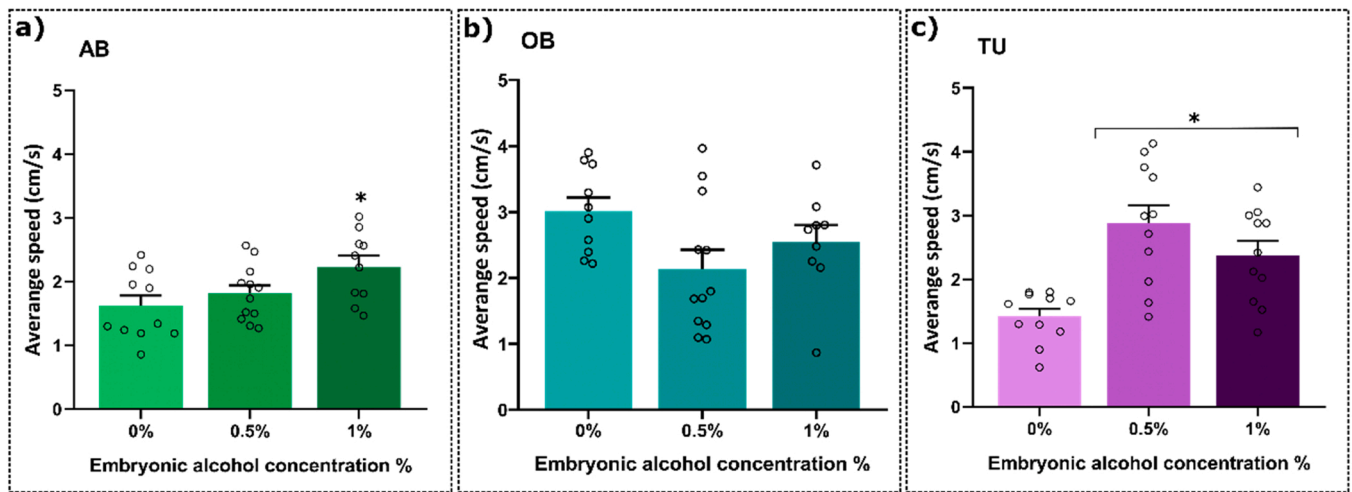 a)
AB
Averange speed (cm/s)
5
4
3
2
1
0
*
0%
0.5%
1%
Embryonic alcohol concentration %
b)
OB
Averange speed (cm/s)
5
4
3
2
1
0
0%
0.5%
1%
Embryonic alcohol concentration %
c)
TU
Averange speed (cm/s)
5
4
3
2
1
0
*
0%
0.5%
1%
Embryonic alcohol concentration %